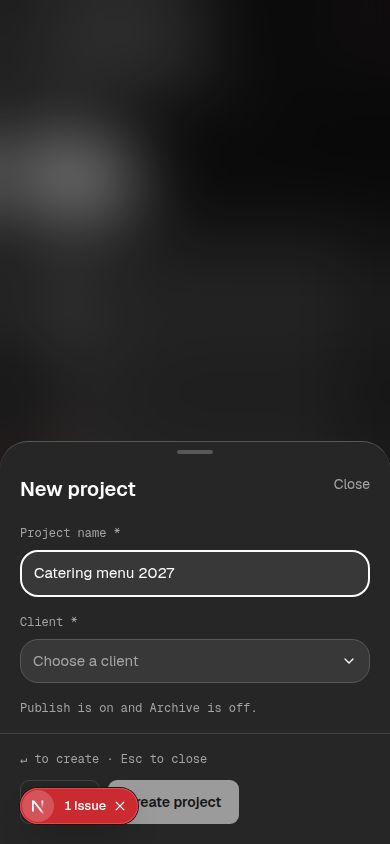 New project
Close
Project name *
Catering menu 2027
Client *
Choose a client
Publish is on and Archive is off.
↵ to create · Esc to close
N 1 Issue
reate project